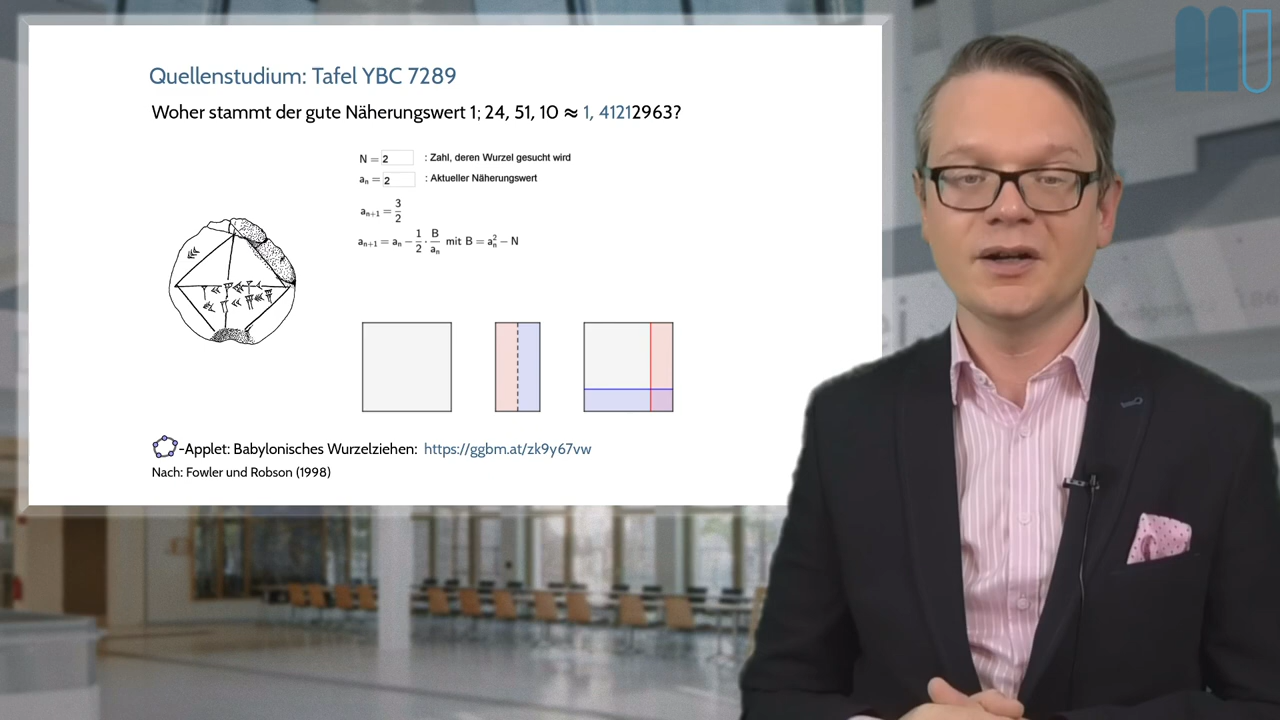 Quellenstudium: Tafel YBC 7289
Woher stammt der gute Näherungswert 1; 24, 51, 10 ≈ 1, 41212963?
N = 2 : Zahl, deren Wurzel gesucht wird
aₙ = 2 : Aktueller Näherungswert
aₙ₊₁ = 3/2
aₙ₊₁ = aₙ − 1/2 · B/aₙ mit B = aₙ² − N
-Applet: Babylonisches Wurzelziehen: https://ggbm.at/zk9y67vw
Nach: Fowler und Robson (1998)